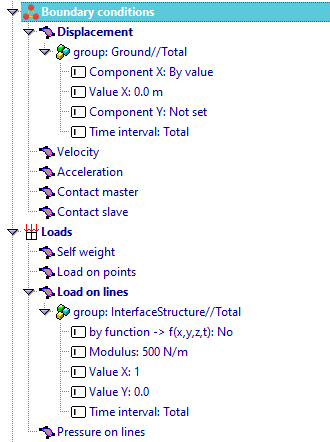 Boundary conditions
Displacement
group: Ground//Total
Component X: By value
Value X: 0.0 m
Component Y: Not set
Time interval: Total
Velocity
Acceleration
Contact master
Contact slave
Loads
Self weight
Load on points
Load on lines
group: InterfaceStructure//Total
by function -> f(x,y,z,t): No
Modulus: 500 N/m
Value X: 1
Value Y: 0.0
Time interval: Total
Pressure on lines